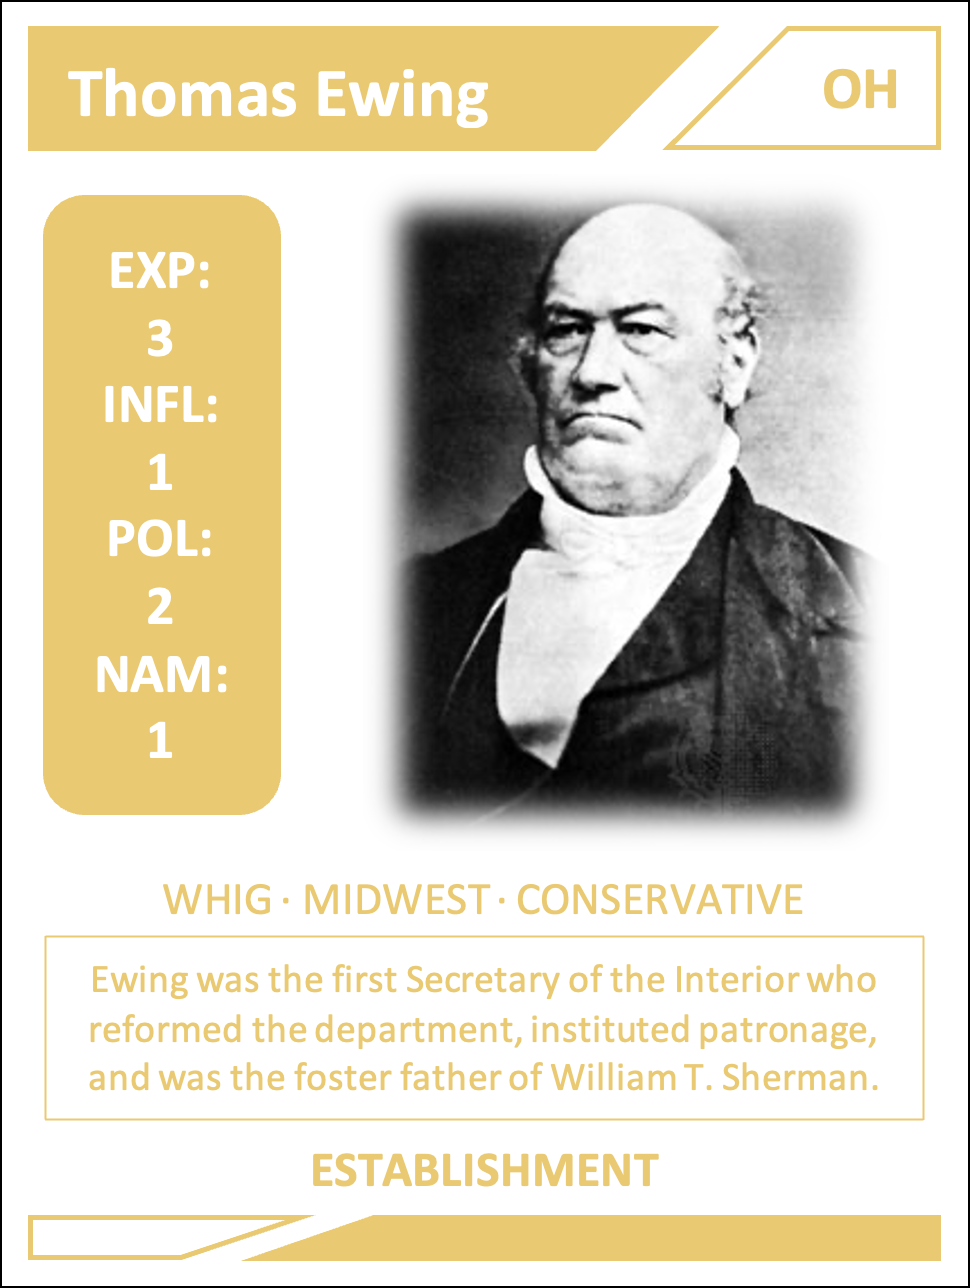 Thomas Ewing
OH
EXP:
3
INFL:
1
POL:
2
NAM:
1
WHIG · MIDWEST · CONSERVATIVE
Ewing was the first Secretary of the Interior who
reformed the department, instituted patronage,
and was the foster father of William T. Sherman.
ESTABLISHMENT